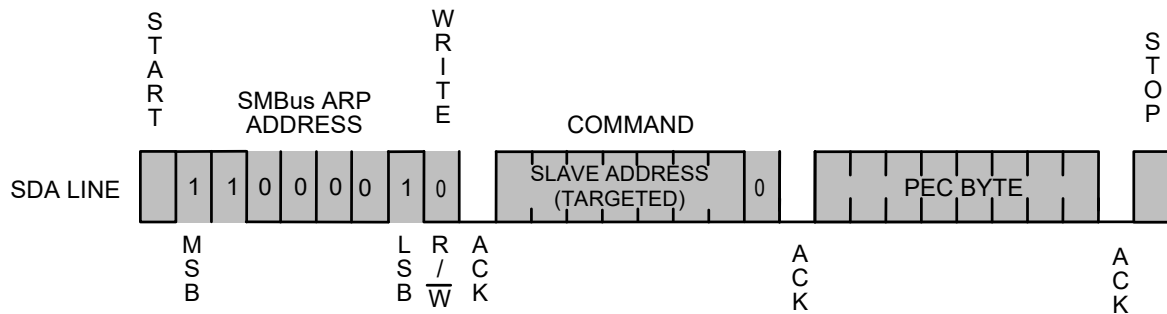 START
WRITE
STOP
SMBus ARP
ADDRESS
COMMAND
SDA LINE
1 1 0 0 0 0 1 0
SLAVE ADDRESS
(TARGETED)
0
PEC BYTE
MSB
LSB
R/W
ACK
ACK
ACK